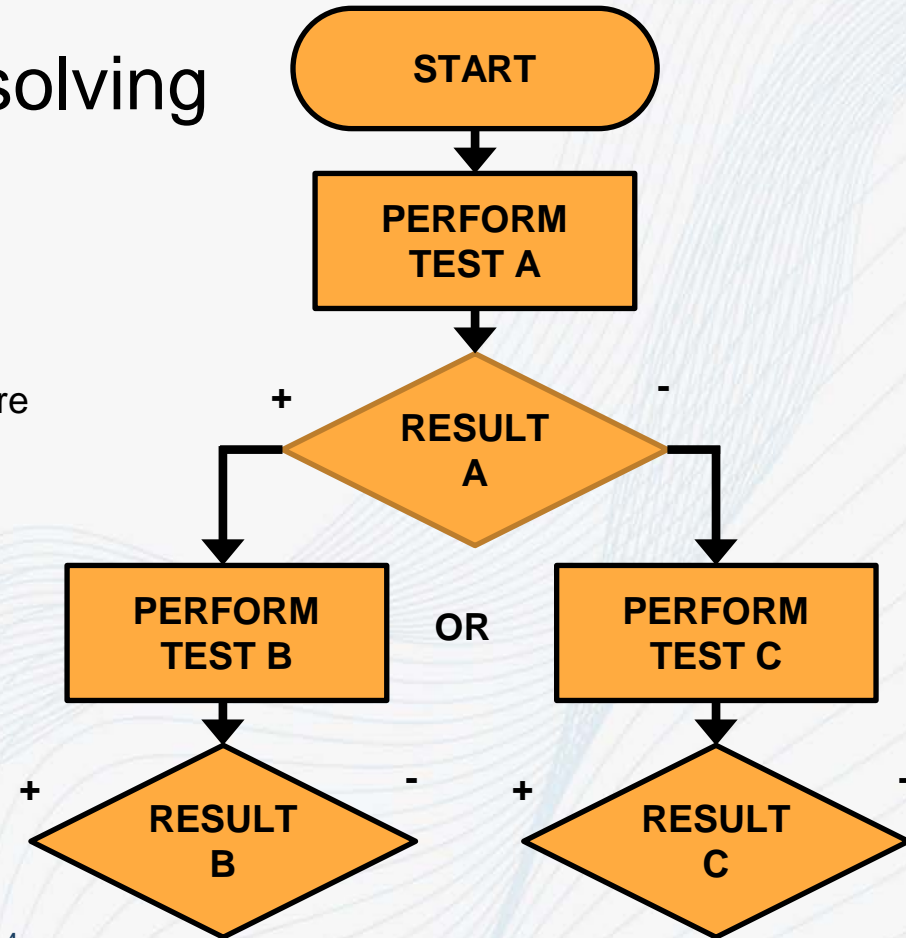 solving
START
PERFORM
TEST A
re
+
-
RESULT
A
PERFORM
TEST B
OR
PERFORM
TEST C
+
-
+
-
RESULT
B
RESULT
C